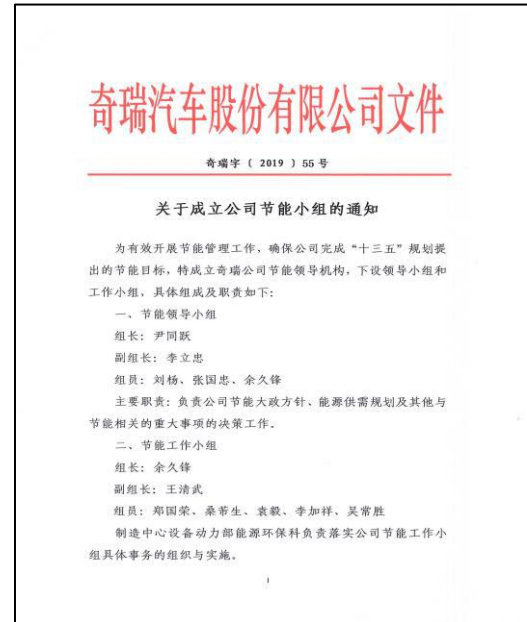 奇瑞汽车股份有限公司文件
奇瑞字〔2019〕55号
关于成立公司节能小组的通知
为有效开展节能管理工作，确保公司完成“十三五”规划提
出的节能目标，特成立奇瑞公司节能领导机构，下设领导小组和
工作小组，具体组成及职责如下：
一、节能领导小组
组长：尹同跃
副组长：李立忠
组员：刘杨、张国忠、余久锋
主要职责：负责公司节能大政方针、能源供需规划及其他与
节能相关的重大事项的决策工作。
二、节能工作小组
组长：余久锋
副组长：王清武
组员：郑国荣、桑苇生、袁毅、李加祥、吴常胜
制造中心设备动力部能源环保科负责落实公司节能工作小
组具体事务的组织与实施。
1